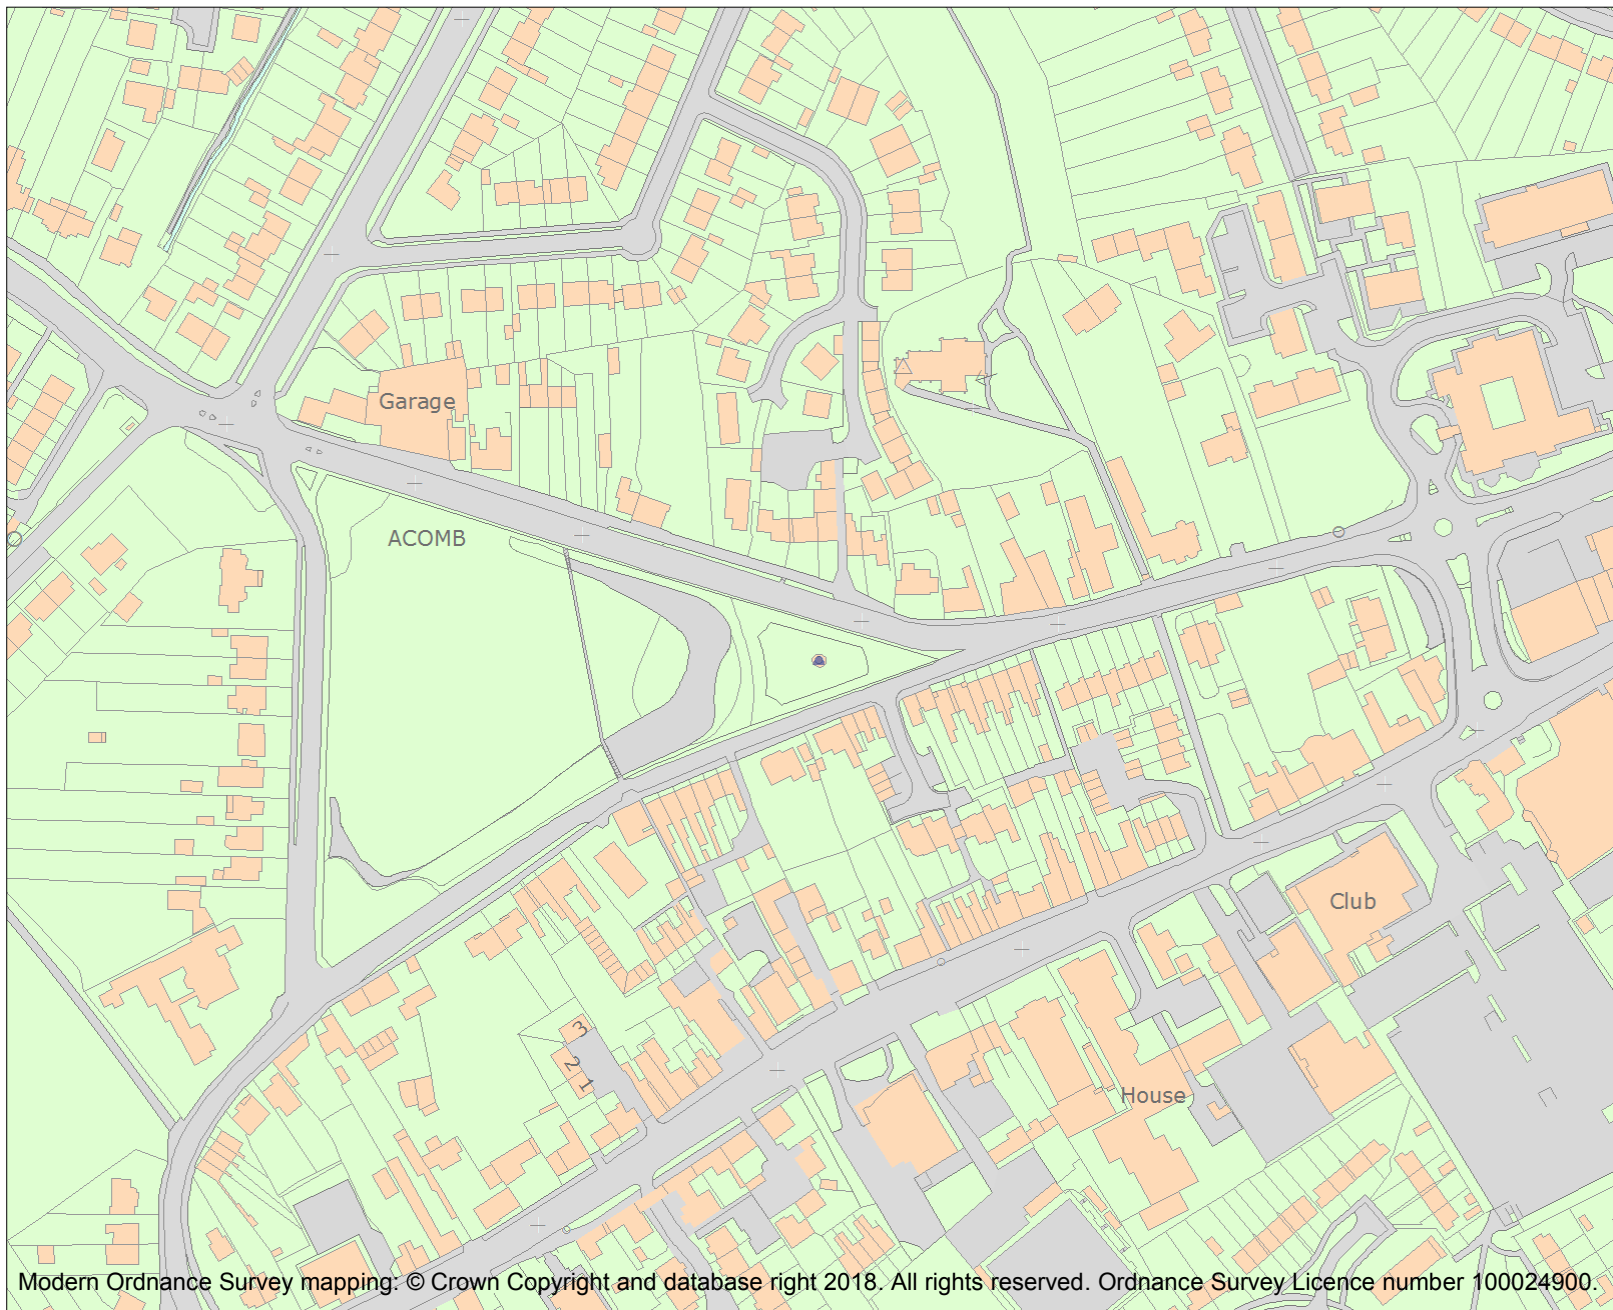 Garage
ACOMB
Club
3
2
1
House
Modern Ordnance Survey mapping: © Crown Copyright and database right 2018. All rights reserved. Ordnance Survey Licence number 100024900.